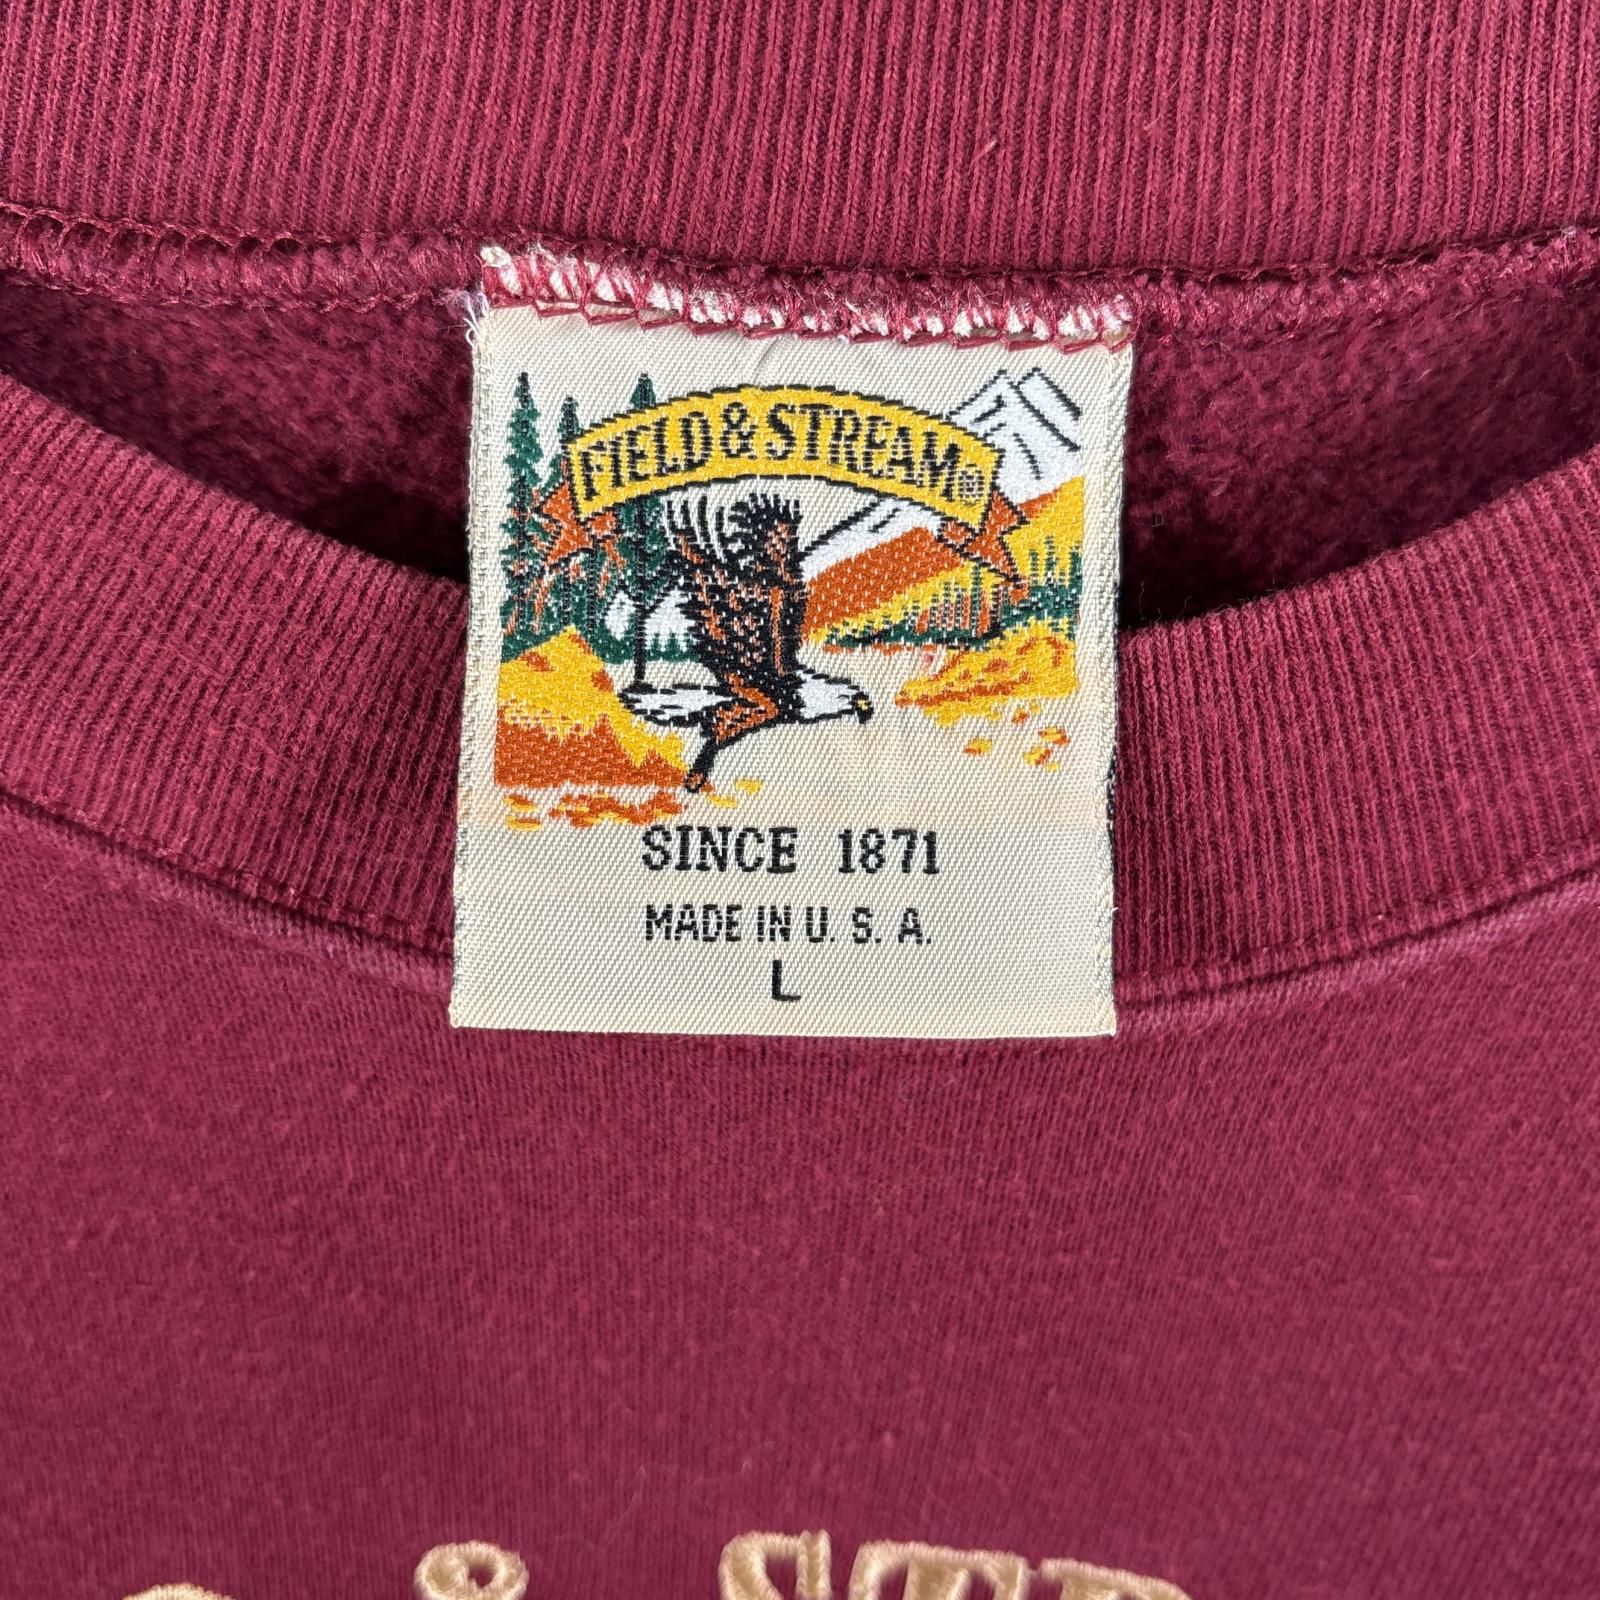 FIELD & STREAM®
SINCE 1871
MADE IN U. S. A.
L